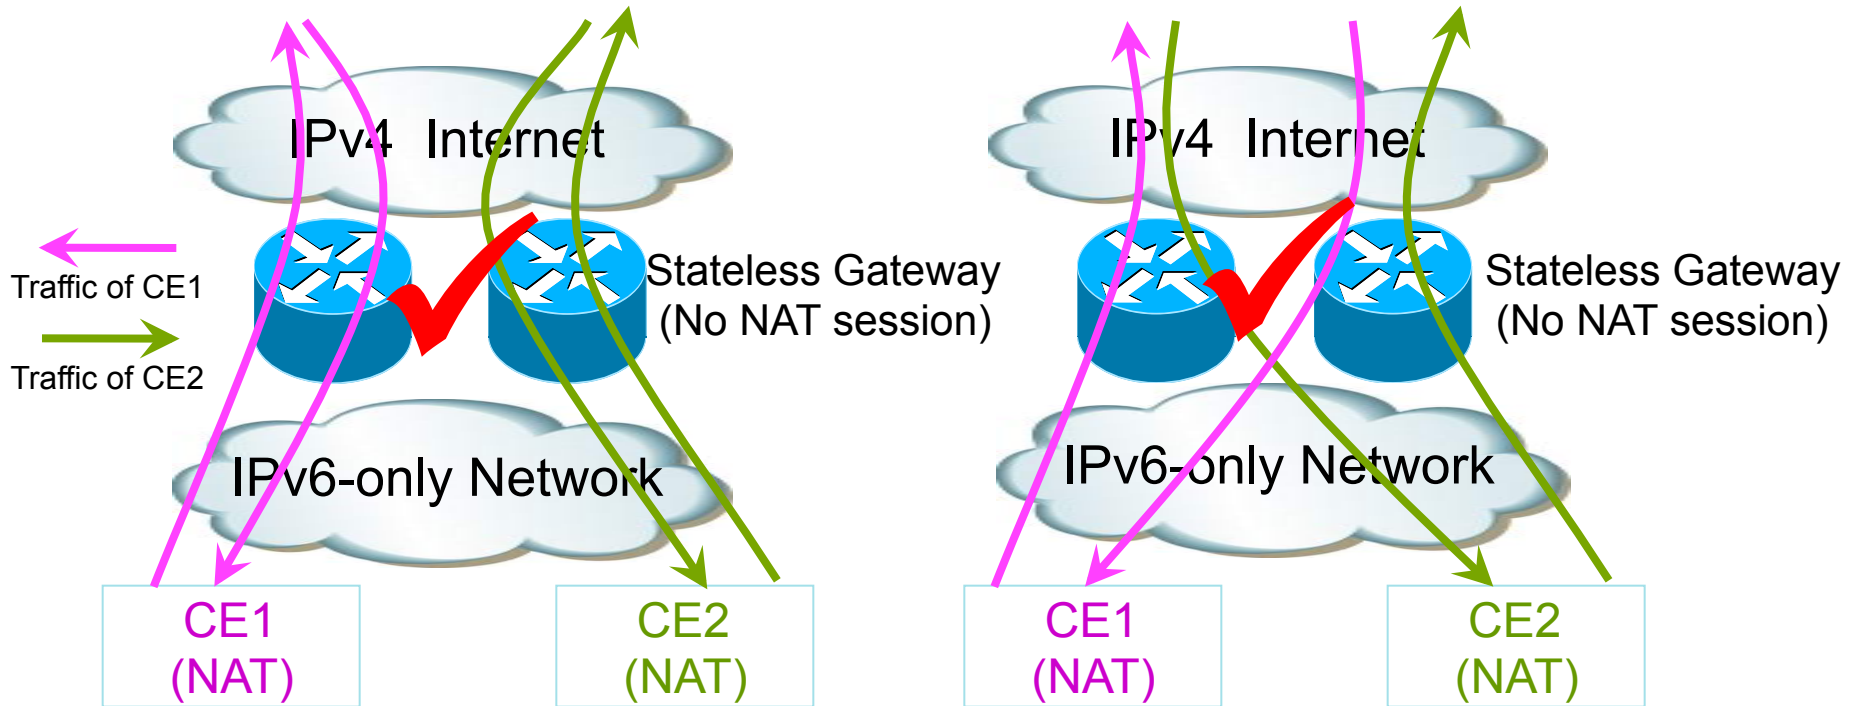 IPv4  Internet
Traffic of CE1
Traffic of CE2
Stateless Gateway
(No NAT session)
IPv6-only Network
CE1
(NAT)
CE2
(NAT)
IPv4  Internet
Stateless Gateway
(No NAT session)
IPv6-only Network
CE1
(NAT)
CE2
(NAT)